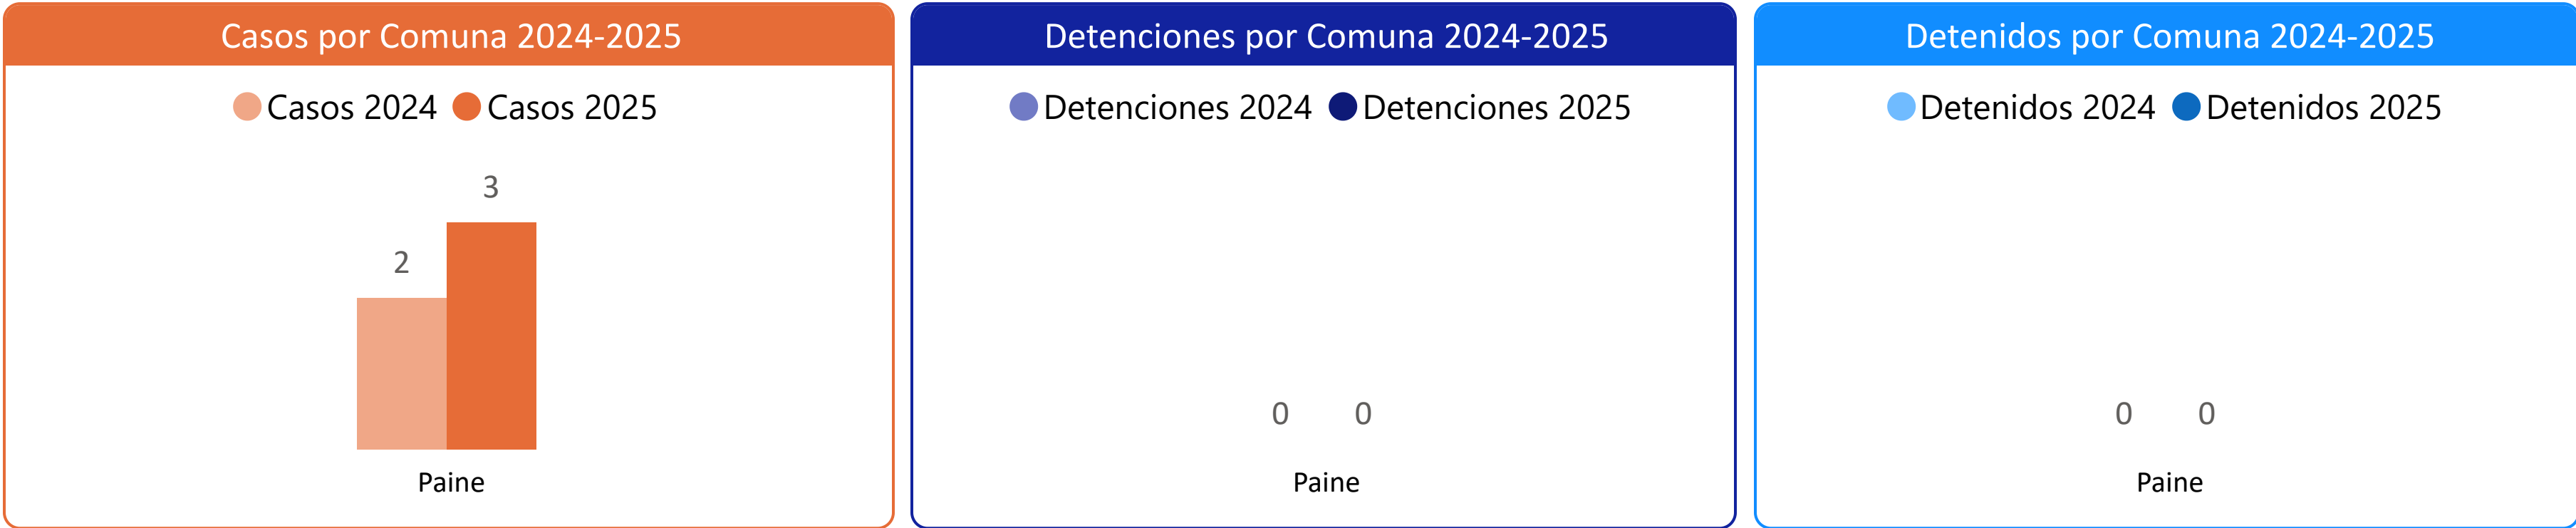 Casos por Comuna 2024-2025
Casos 2024 Casos 2025
2
3
Paine
Detenciones por Comuna 2024-2025
Detenciones 2024 Detenciones 2025
0 0
Paine
Detenidos por Comuna 2024-2025
Detenidos 2024 Detenidos 2025
0 0
Paine